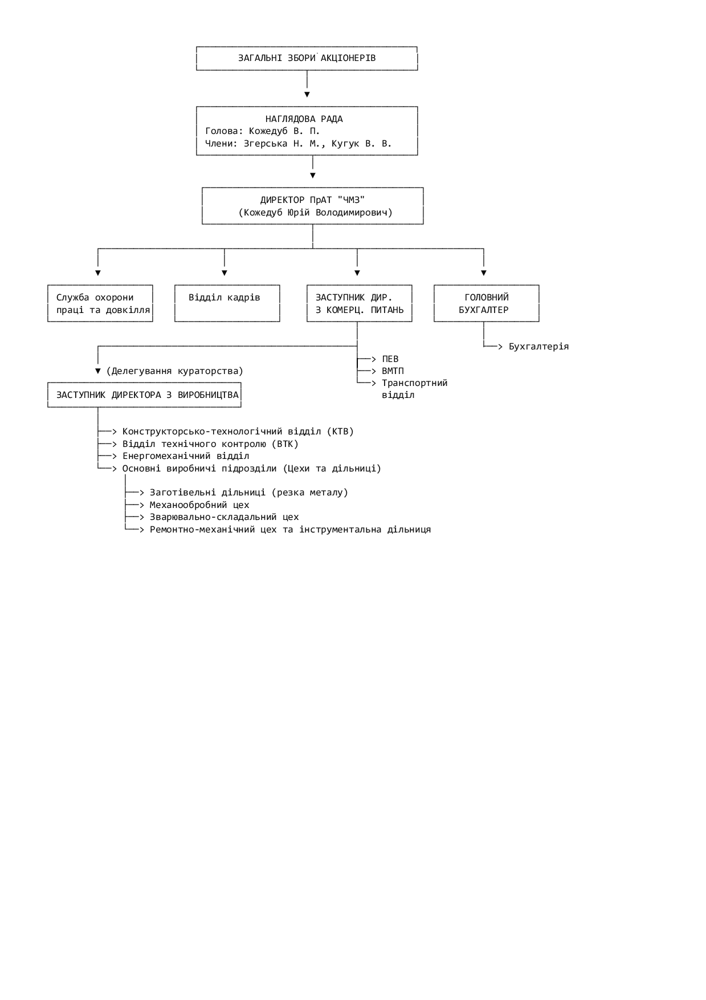 ЗАГАЛЬНІ ЗБОРИ АКЦІОНЕРІВ
НАГЛЯДОВА РАДА
Голова: Кожедуб В. П.
Члени: Згерська Н. М., Кугук В. В.
ДИРЕКТОР ПрАТ "ЧМЗ"
(Кожедуб Юрій Володимирович)
Служба охорони
праці та довкілля
Відділ кадрів
ЗАСТУПНИК ДИР.
З КОМЕРЦ. ПИТАНЬ
ГОЛОВНИЙ
БУХГАЛТЕР
Бухгалтерія
ПЕВ
ВМТП
Транспортний
відділ
(Делегування кураторства)
ЗАСТУПНИК ДИРЕКТОРА З ВИРОБНИЦТВА
Конструкторсько-технологічний відділ (КТВ)
Відділ технічного контролю (ВТК)
Енергомеханічний відділ
Основні виробничі підрозділи (Цехи та дільниці)
Заготівельні дільниці (резка металу)
Механообробний цех
Зварювально-складальний цех
Ремонтно-механічний цех та інструментальна дільниця